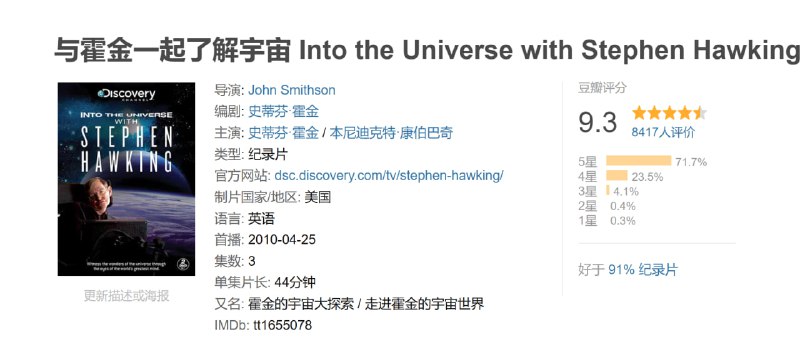 与霍金一起了解宇宙 Into the Universe with Stephen Hawking
Discovery
CHANNEL
INTO THE UNIVERSE
WITH
STEPHEN
HAWKING
Witness the wonders of the universe through
the eyes of the world's greatest mind.
更新描述或海报
导演: John Smithson
编剧: 史蒂芬·霍金
主演: 史蒂芬·霍金 / 本尼迪克特·康伯巴奇
类型: 纪录片
官方网站: dsc.discovery.com/tv/stephen-hawking/
制片国家/地区: 美国
语言: 英语
首播: 2010-04-25
集数: 3
单集片长: 44分钟
又名: 霍金的宇宙大探索 / 走进霍金的宇宙世界
IMDb: tt1655078
豆瓣评分
9.3
8417人评价
5星 71.7%
4星 23.5%
3星 4.1%
2星 0.4%
1星 0.3%
好于 91% 纪录片